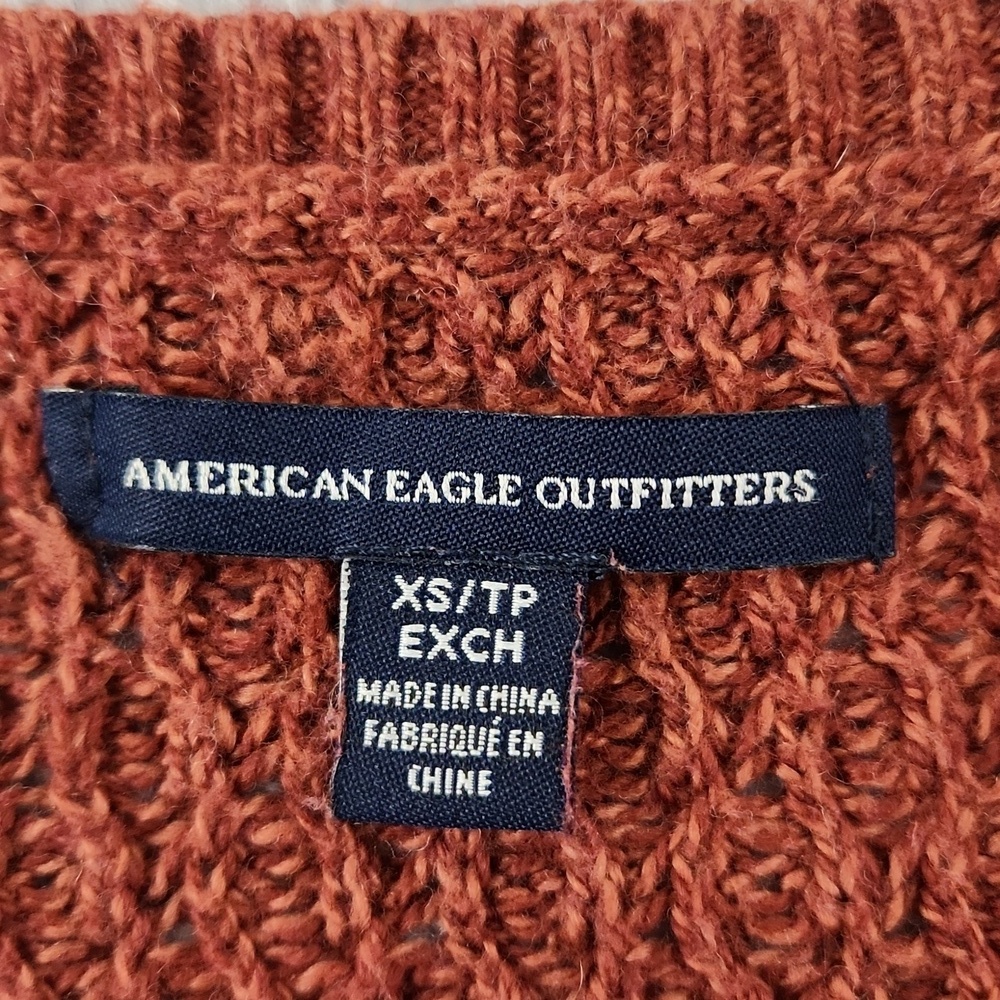 AMERICAN EAGLE OUTFITTERS
XS/TP
EXCH
MADE IN CHINA
FABRIQUÉ EN
CHINE